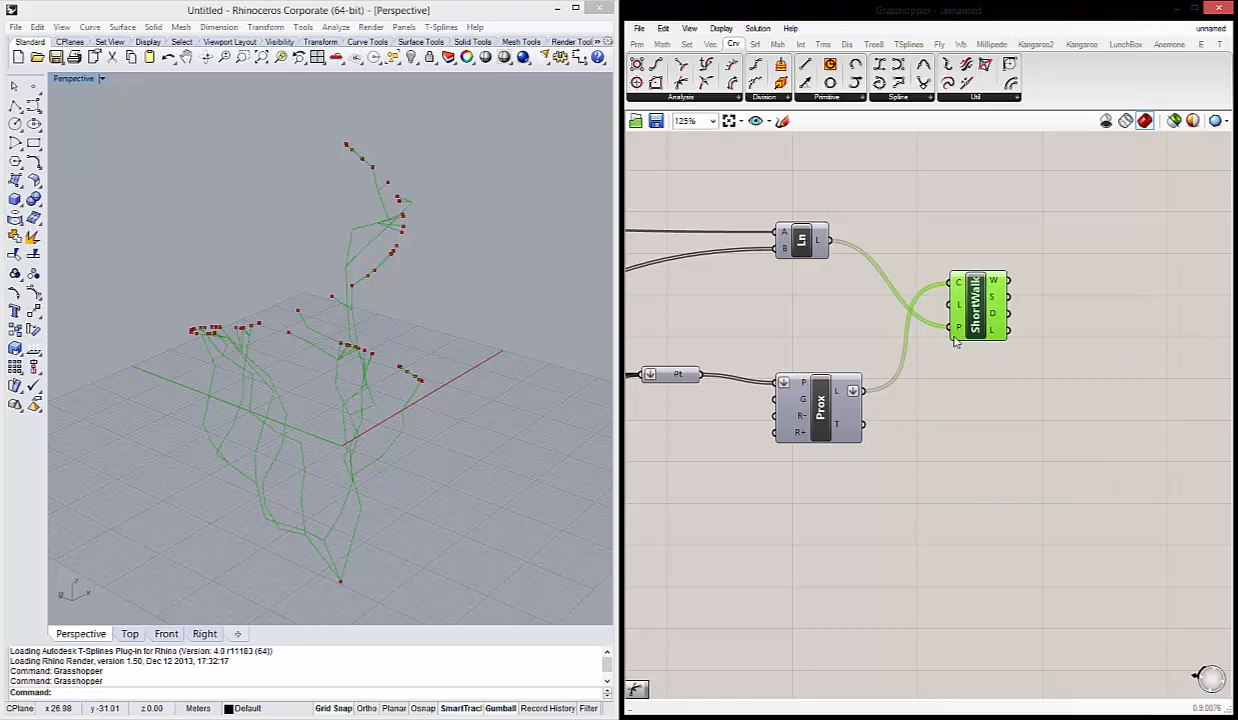 Untitled - Rhinoceros Corporate (64-bit) - [Perspective]
File Edit View Curve Surface Solid Mesh Dimension Transform Tools Analyze Render Panels T-Splines Help
Standard CPlanes Set View Display Select Viewport Layout Visibility Transform Curve Tools Surface Tools Solid Tools Mesh Tools Render Tool
Perspective
z
y x
Perspective Top Front Right
Loading Autodesk T-Splines Plug-in for Rhino (Version: 4.0 r11183 (64))
Loading Rhino Render, version 1.50, Dec 12 2013, 17:32:17
Command: Grasshopper
Command: Grasshopper
Command:
CPlane x 26.98 y -31.01 z 0.00 Meters Default Grid Snap Ortho Planar Osnap SmartTrack Gumball Record History Filter
Grasshopper - unnamed
File Edit View Display Solution Help unnamed
Prm Math Set Vec Crv Srf Msh Int Trns Dis Tree8 TSplines Fly Wb Millipede Kangaroo2 Kangaroo LunchBox Anemone E T
Analysis Division Primitive Spline Util
125%
A
B
Ln
L
C
L
P
ShortWalk
W
S
D
L
Pt
P
G
R-
R+
Prox
L
T
0.9.0076